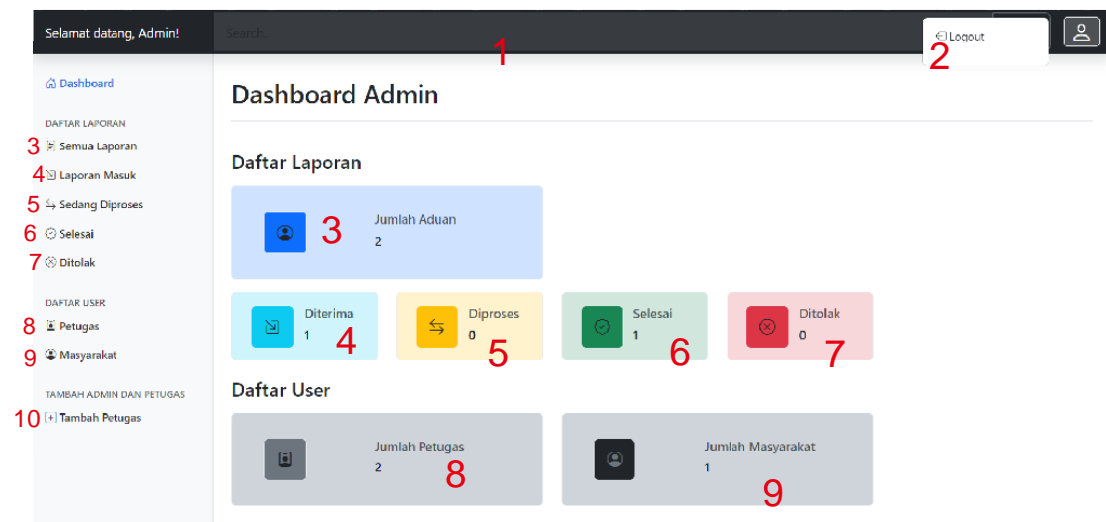 Selamat datang, Admin!
Search..
1
Logout
2
Dashboard
DAFTAR LAPORAN
3 Semua Laporan
4 Laporan Masuk
5 Sedang Diproses
6 Selesai
7 Ditolak
DAFTAR USER
8 Petugas
9 Masyarakat
TAMBAH ADMIN DAN PETUGAS
10 Tambah Petugas
Dashboard Admin
Daftar Laporan
Jumlah Aduan
2
3
Diterima
1
4
Diproses
0
5
Selesai
1
6
Ditolak
0
7
Daftar User
Jumlah Petugas
2
8
Jumlah Masyarakat
1
9